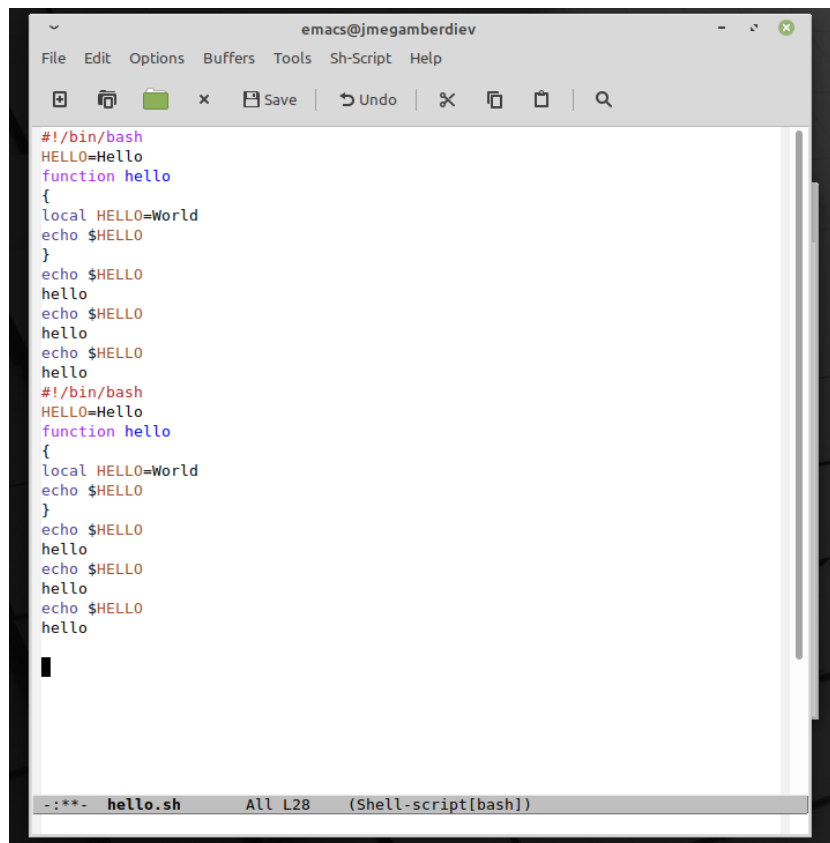 emacs@jmegamberdiev
File Edit Options Buffers Tools Sh-Script Help
Save Undo
#!/bin/bash
HELLO=Hello
function hello
{
local HELLO=World
echo $HELLO
}
echo $HELLO
hello
echo $HELLO
hello
echo $HELLO
hello
#!/bin/bash
HELLO=Hello
function hello
{
local HELLO=World
echo $HELLO
}
echo $HELLO
hello
echo $HELLO
hello
echo $HELLO
hello
-:**- hello.sh All L28 (Shell-script[bash])